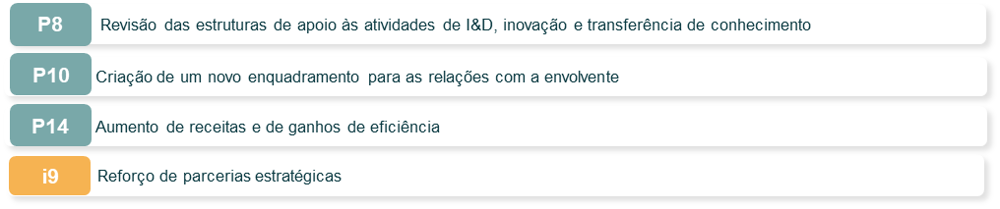 P8 Revisão das estruturas de apoio às atividades de I&D, inovação e transferência de conhecimento
P10 Criação de um novo enquadramento para as relações com a envolvente
P14 Aumento de receitas e de ganhos de eficiência
i9 Reforço de parcerias estratégicas